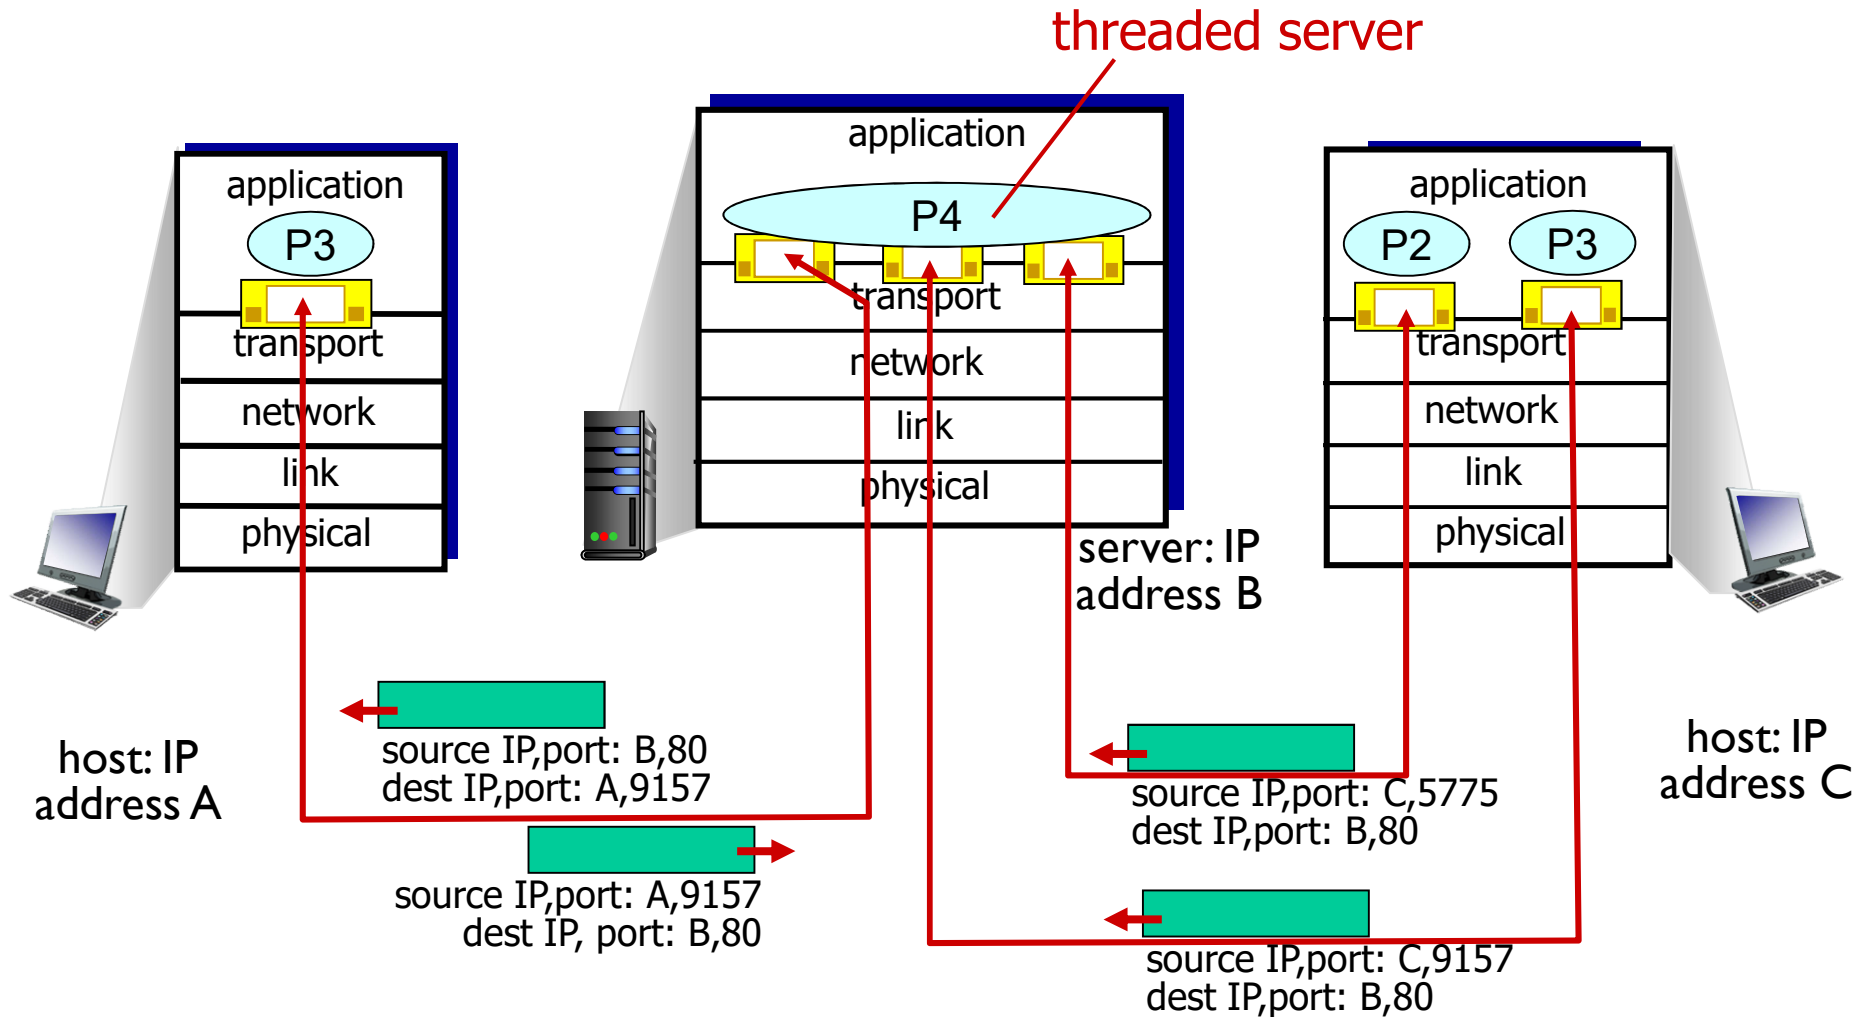 threaded server
application
P3
transport
network
link
physical
application
P4
transport
network
link
physical
application
P2
P3
transport
network
link
physical
server: IP
address B
host: IP
address A
source IP,port: B,80
dest IP,port: A,9157
source IP,port: A,9157
dest IP, port: B,80
source IP,port: C,5775
dest IP,port: B,80
source IP,port: C,9157
dest IP,port: B,80
host: IP
address C